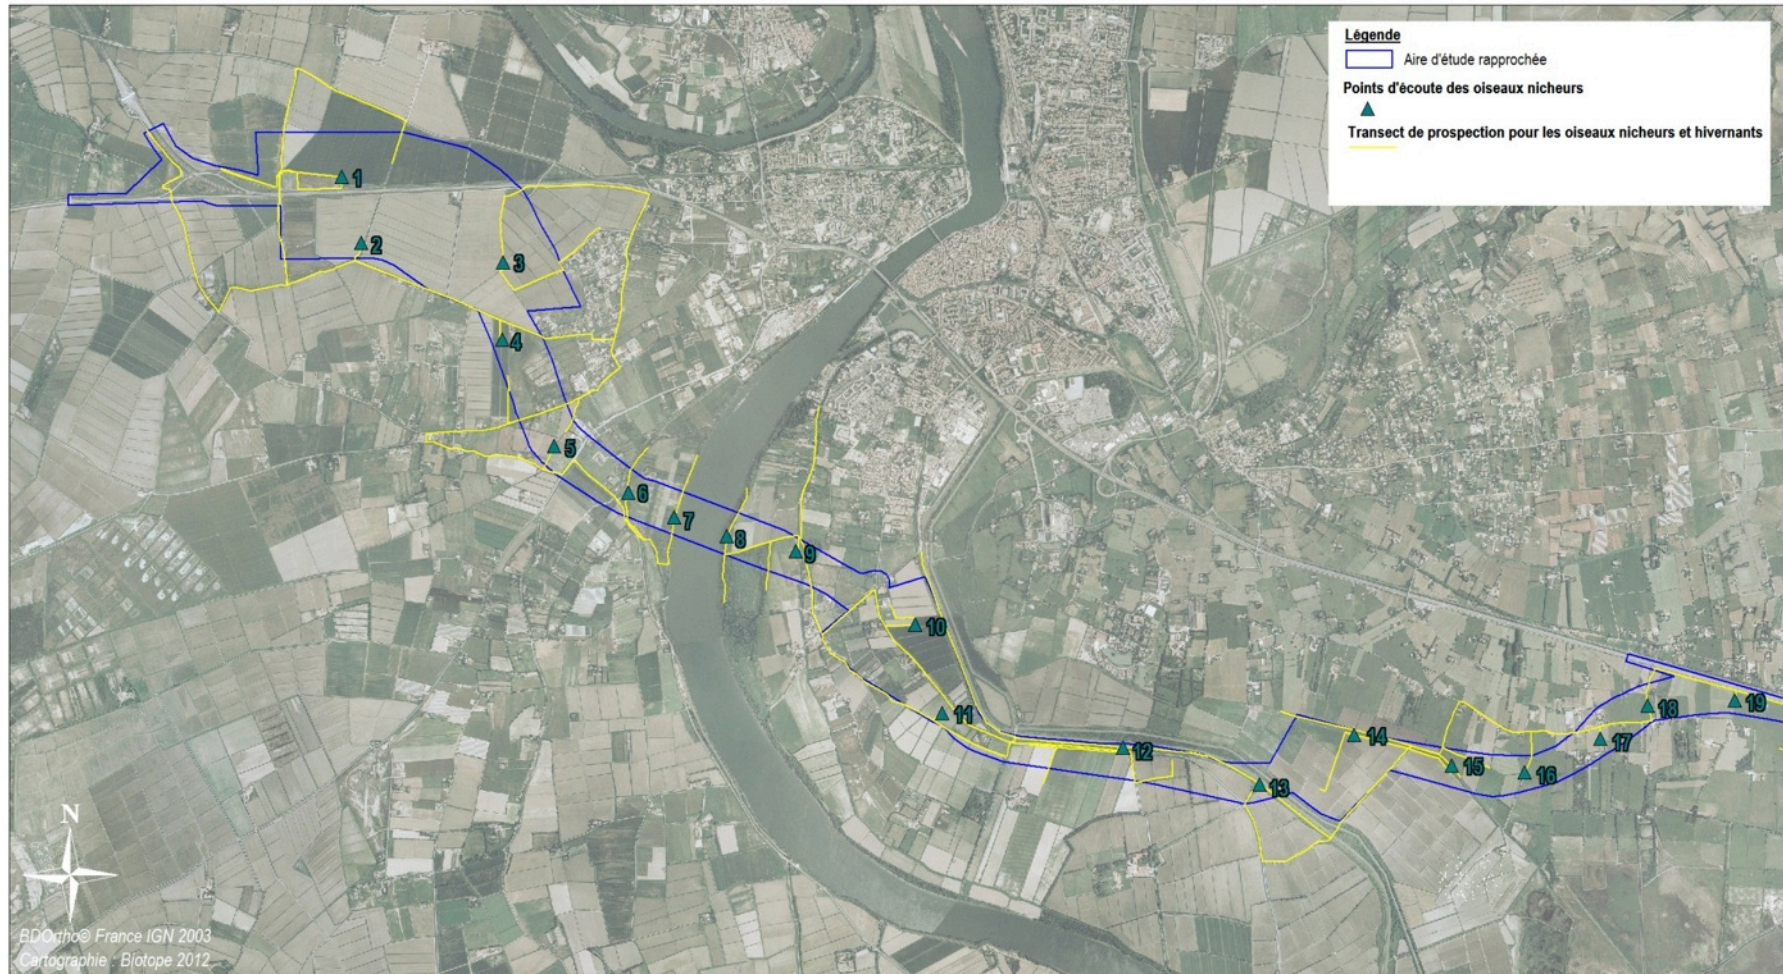 Légende
Aire d'étude rapprochée
Points d'écoute des oiseaux nicheurs
Transect de prospection pour les oiseaux nicheurs et hivernants
1
2
3
4
5
6
7
8
9
10
11
12
13
14
15
16
17
18
19
N
BDOrtho© France IGN 2003
Cartographie : Biotope 2012